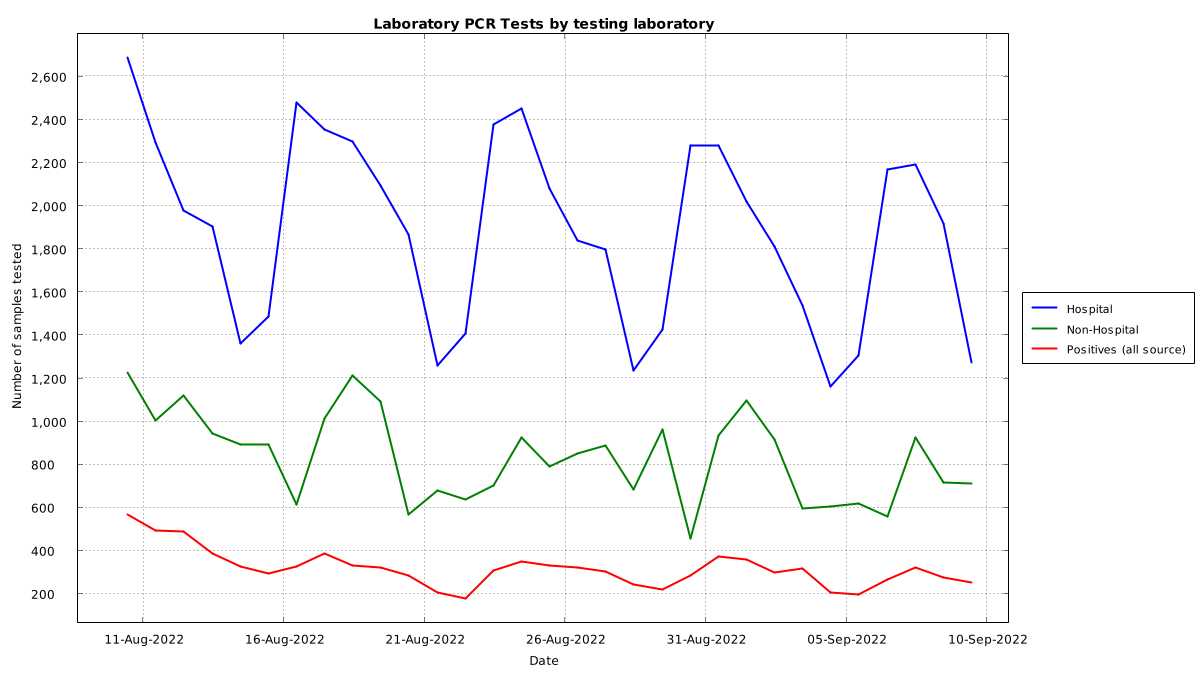 Laboratory PCR Tests by testing laboratory
2,600
2,400
2,200
2,000
1,800
1,600
1,400
1,200
1,000
800
600
400
200
Number of samples tested
11-Aug-2022 16-Aug-2022 21-Aug-2022 26-Aug-2022 31-Aug-2022 05-Sep-2022 10-Sep-2022
Date
Hospital
Non-Hospital
Positives (all source)